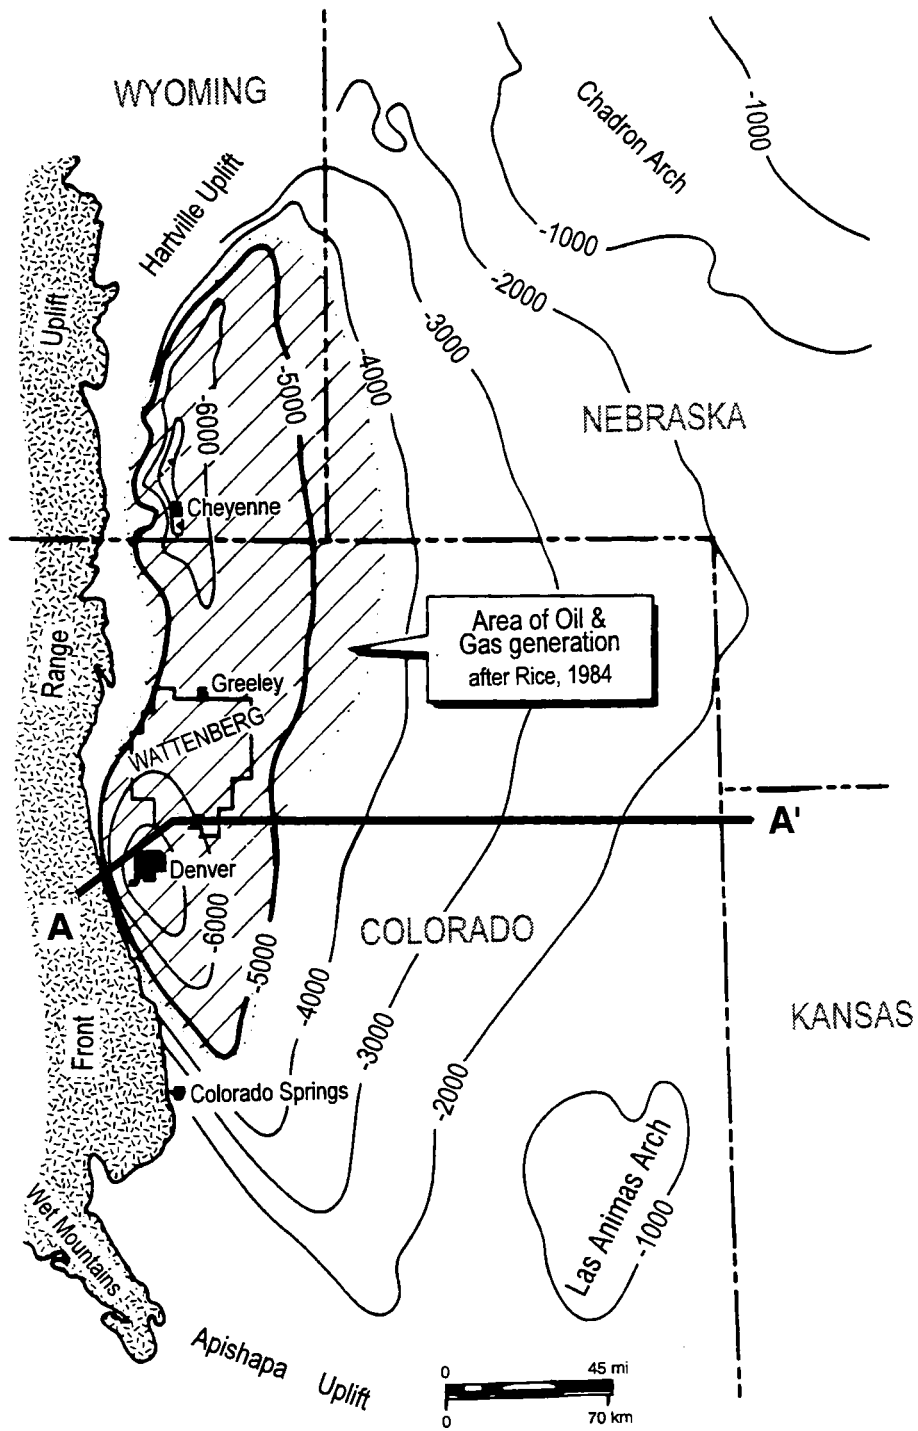 WYOMING
Chadron Arch
-1000
Hartville Uplift
-1000
-2000
Uplift
-3000
-4000
-5000
-6000
NEBRASKA
Cheyenne
Area of Oil &
Gas generation
after Rice, 1984
Range
Greeley
WATTENBERG
A'
Denver
A
-6000
COLORADO
-5000
-4000
KANSAS
Front
-3000
Colorado Springs
-2000
Las Animas Arch
-1000
Wet Mountains
Apishapa Uplift
0 45 mi
0 70 km